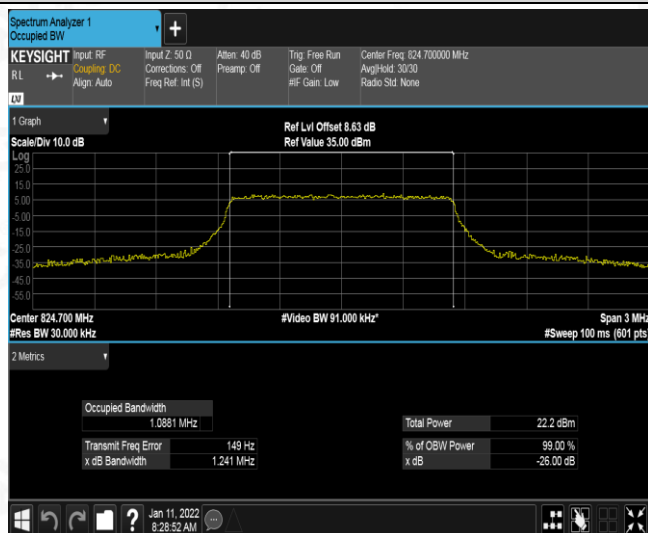 Spectrum Analyzer 1
Occupied BW
+
KEYSIGHT
RL
LXI
Input: RF
Coupling: DC
Align: Auto
Input Z: 50 Ω
Corrections: Off
Freq Ref: Int (S)
Atten: 40 dB
Preamp: Off
Trig: Free Run
Gate: Off
#IF Gain: Low
Center Freq: 824.700000 MHz
Avg|Hold: 30/30
Radio Std: None
1 Graph
Scale/Div 10.0 dB
Ref Lvl Offset 8.63 dB
Ref Value 35.00 dBm
Log
25.0
15.0
5.00
-5.00
-15.0
-25.0
-35.0
-45.0
-55.0
Center 824.700 MHz
#Res BW 30.000 kHz
#Video BW 91.000 kHz*
Span 3 MHz
#Sweep 100 ms (601 pts)
2 Metrics
Occupied Bandwidth
1.0881 MHz
Transmit Freq Error 149 Hz
x dB Bandwidth 1.241 MHz
Total Power 22.2 dBm
% of OBW Power 99.00 %
x dB -26.00 dB
?
Jan 11, 2022
8:28:52 AM